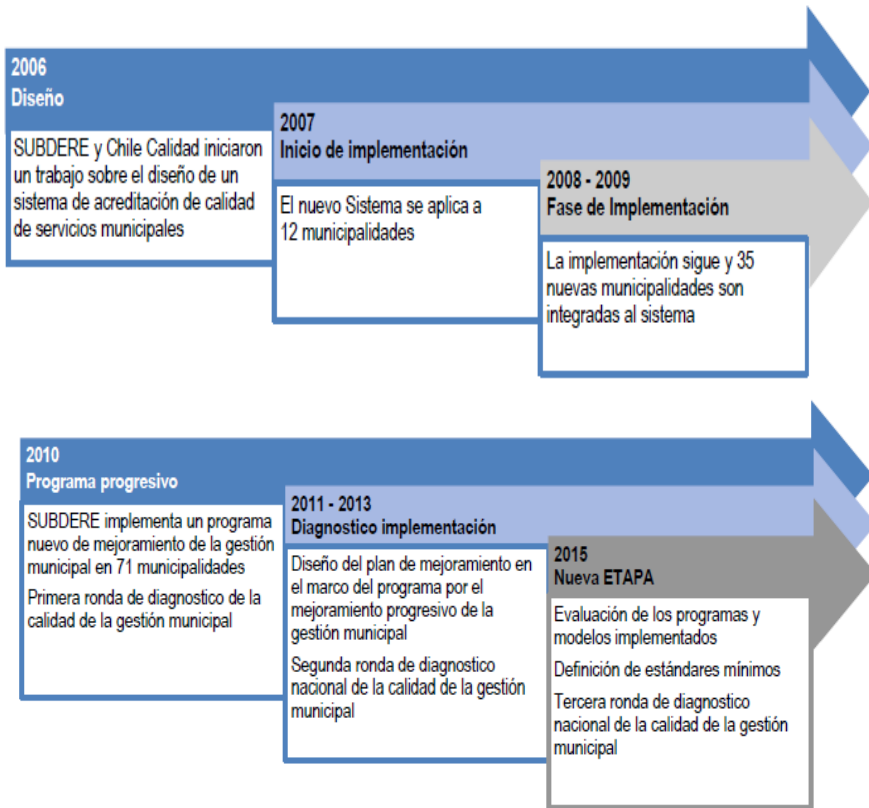 2006
Diseño
SUBDERE y Chile Calidad iniciaron
un trabajo sobre el diseño de un
sistema de acreditación de calidad
de servicios municipales
2007
Inicio de implementación
El nuevo Sistema se aplica a
12 municipalidades
2008 - 2009
Fase de Implementación
La implementación sigue y 35
nuevas municipalidades son
integradas al sistema
2010
Programa progresivo
SUBDERE implementa un programa
nuevo de mejoramiento de la gestión
municipal en 71 municipalidades
Primera ronda de diagnostico de la
calidad de la gestión municipal
2011 - 2013
Diagnostico implementación
Diseño del plan de mejoramiento en
el marco del programa por el
mejoramiento progresivo de la
gestión municipal
Segunda ronda de diagnostico
nacional de la calidad de la gestión
municipal
2015
Nueva ETAPA
Evaluación de los programas y
modelos implementados
Definición de estándares mínimos
Tercera ronda de diagnostico
nacional de la calidad de la gestión
municipal